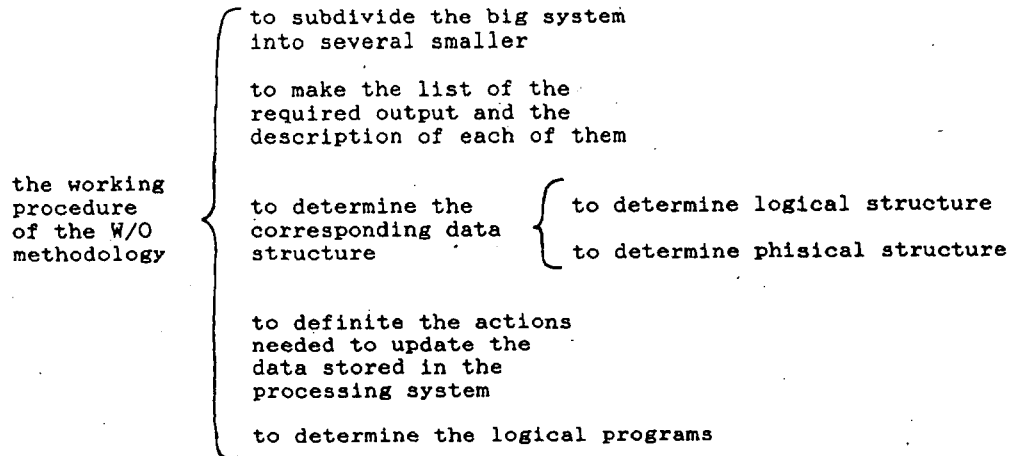 to subdivide the big system
into several smaller
to make the list of the
required output and the
description of each of them
the working
procedure
of the W/O
methodology
to determine the
corresponding data
structure
to determine logical structure
to determine phisical structure
to definite the actions
needed to update the
data stored in the
processing system
to determine the logical programs